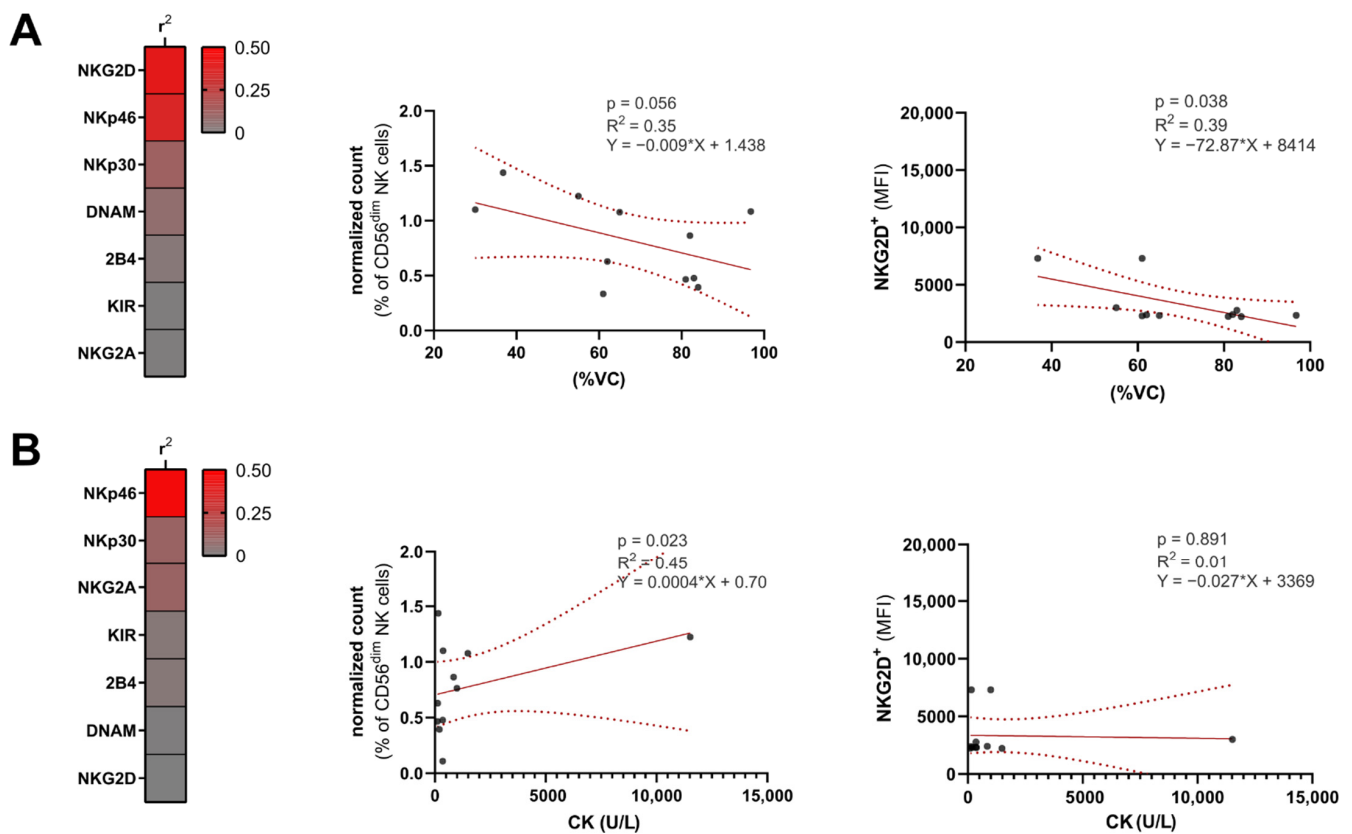 A
r²
NKG2D
NKp46
NKp30
DNAM
2B4
KIR
NKG2A
0.50
0.25
0
p = 0.056
R² = 0.35
Y = −0.009*X + 1.438
normalized count
(% of CD56ᵈⁱᵐ NK cells)
2.0
1.5
1.0
0.5
0.0
20 40 60 80 100
(%VC)
p = 0.038
R² = 0.39
Y = −72.87*X + 8414
NKG2D⁺ (MFI)
20,000
15,000
10,000
5000
0
20 40 60 80 100
(%VC)
B
r²
NKp46
NKp30
NKG2A
KIR
2B4
DNAM
NKG2D
0.50
0.25
0
p = 0.023
R² = 0.45
Y = 0.0004*X + 0.70
normalized count
(% of CD56ᵈⁱᵐ NK cells)
2.0
1.5
1.0
0.5
0.0
0 5000 10,000 15,000
CK (U/L)
p = 0.891
R² = 0.01
Y = −0.027*X + 3369
NKG2D⁺ (MFI)
20,000
15,000
10,000
5000
0
0 5000 10,000 15,000
CK (U/L)